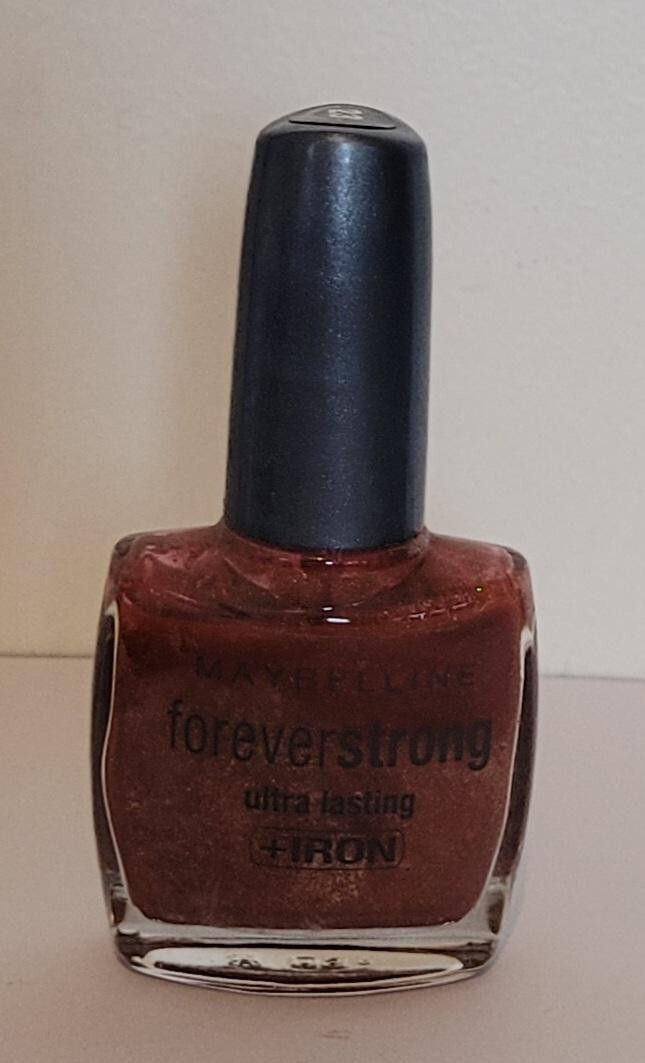 MAYBELLINE
foreverstrong
ultra lasting
+IRON